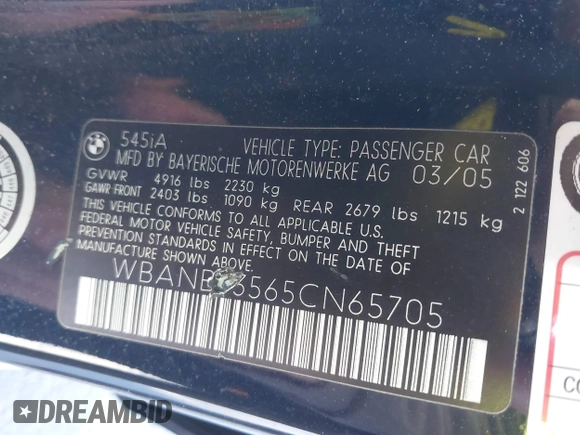 545iA VEHICLE TYPE: PASSENGER CAR
MFD BY BAYERISCHE MOTORENWERKE AG 03/05
GVWR 4916 lbs 2230 kg
GAWR FRONT 2403 lbs 1090 kg REAR 2679 lbs 1215 kg
THIS VEHICLE CONFORMS TO ALL APPLICABLE U.S.
FEDERAL MOTOR VEHICLE SAFETY, BUMPER AND THEFT
PREVENTION STANDARDS IN EFFECT ON THE DATE OF
MANUFACTURE SHOWN ABOVE.
2 122 606
DREAMBID